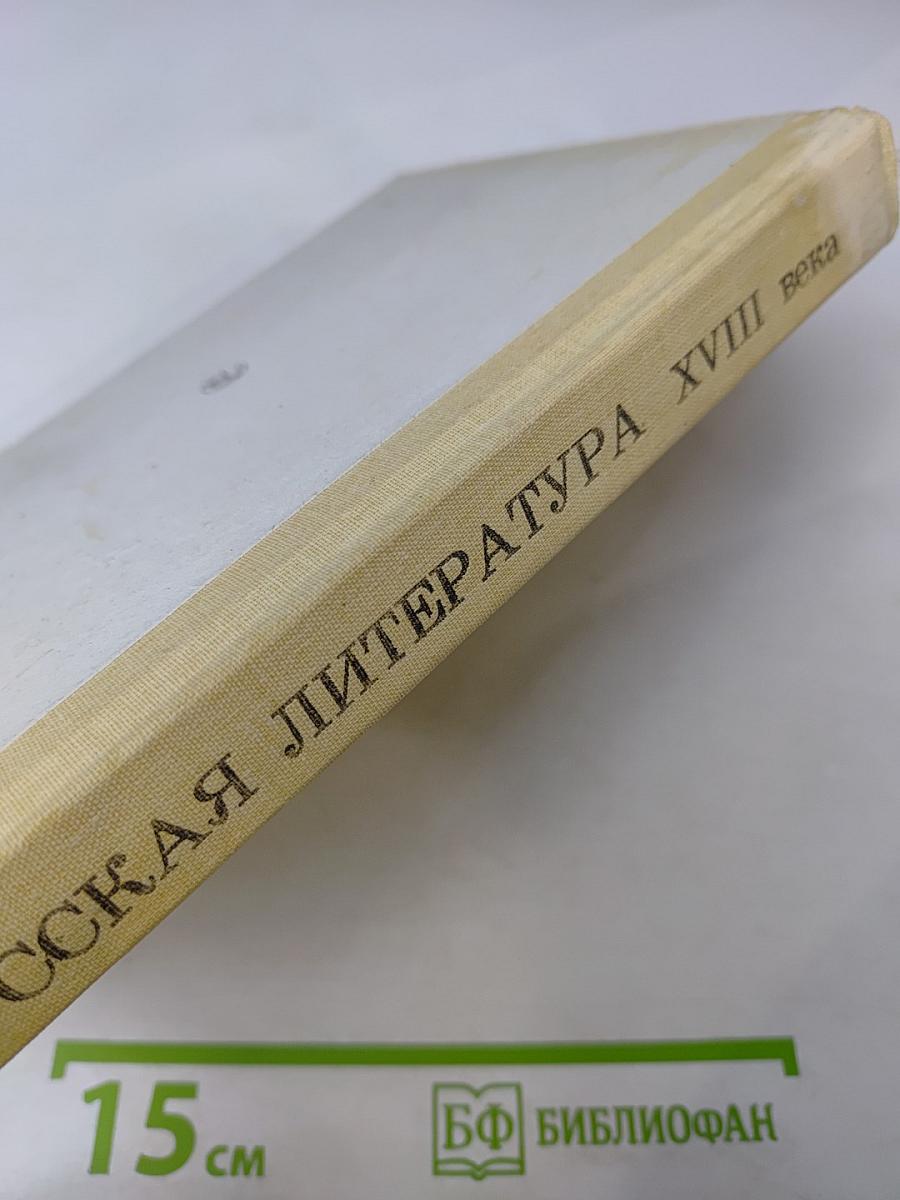 ССКАЯ ЛИТЕРАТУРА XVIII века
15 см
БФ БИБЛИОФАН